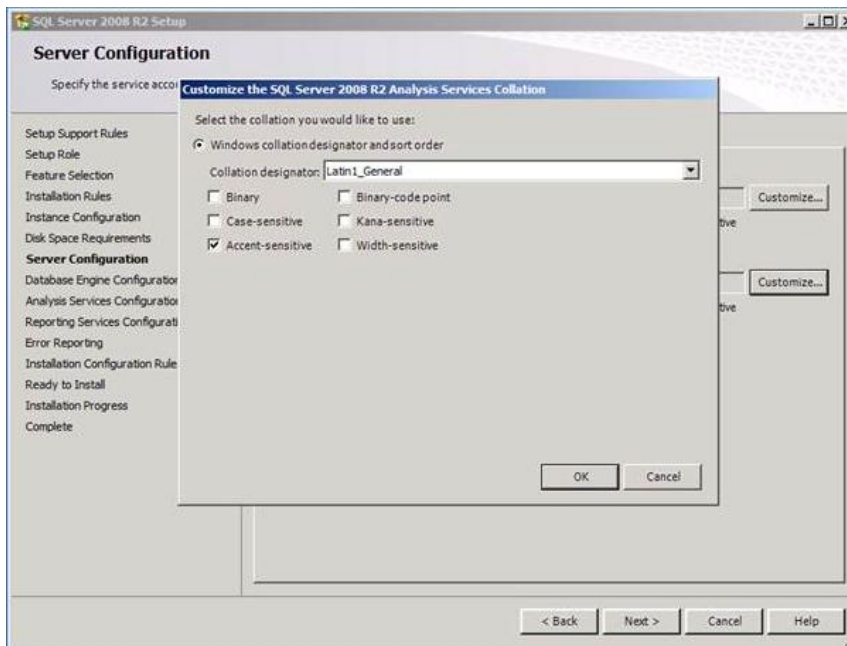 SQL Server 2008 R2 Setup
Server Configuration
Specify the service acco
Setup Support Rules
Setup Role
Feature Selection
Installation Rules
Instance Configuration
Disk Space Requirements
Server Configuration
Database Engine Configuration
Analysis Services Configuration
Reporting Services Configurati
Error Reporting
Installation Configuration Rule
Ready to Install
Installation Progress
Complete
Customize the SQL Server 2008 R2 Analysis Services Collation
Select the collation you would like to use:
Windows collation designator and sort order
Collation designator: Latin1_General
Binary Binary-code point
Case-sensitive Kana-sensitive
Accent-sensitive Width-sensitive
OK Cancel
Customize...
tive
Customize...
tive
< Back Next > Cancel Help